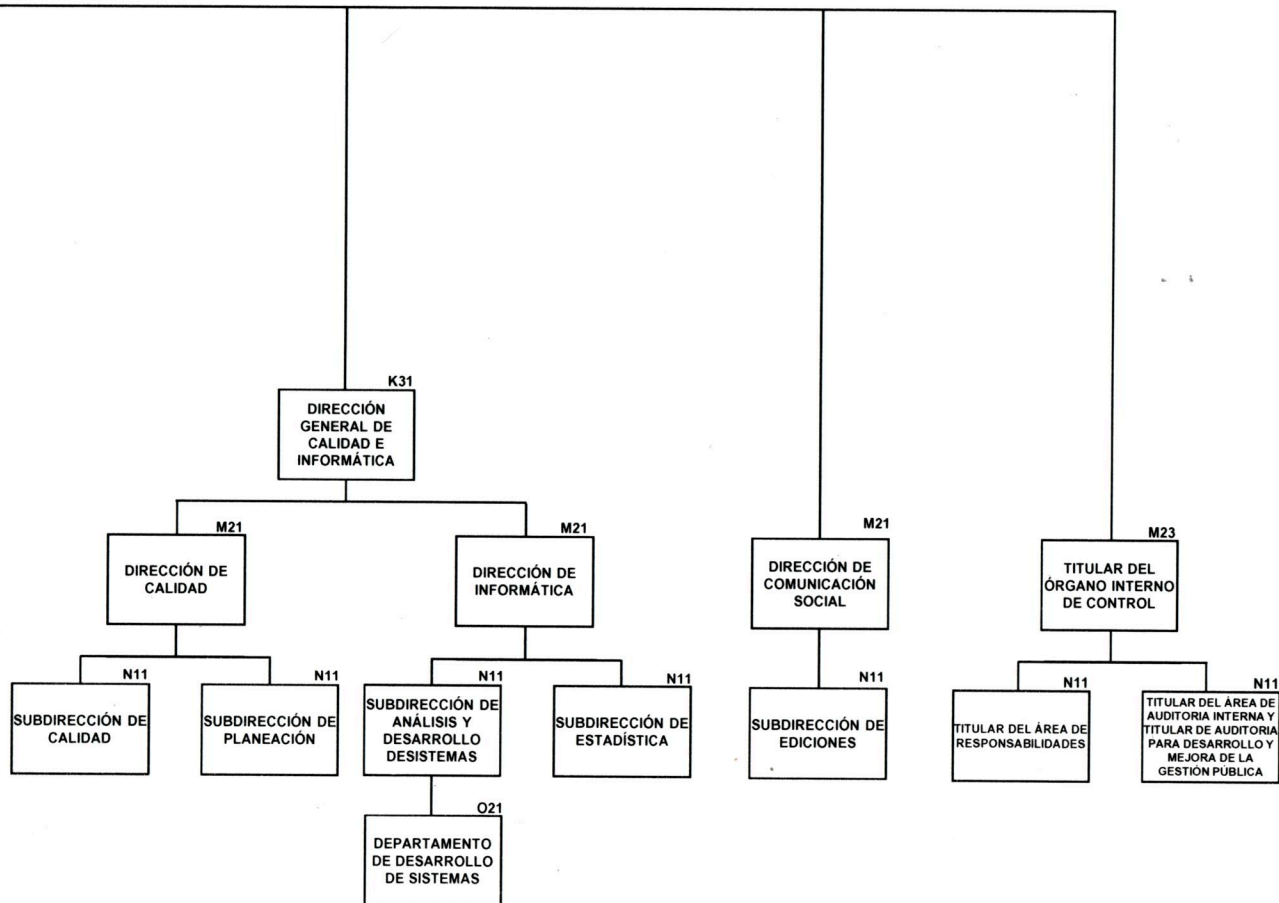 K31
DIRECCIÓN
GENERAL DE
CALIDAD E
INFORMÁTICA
M21
DIRECCIÓN DE
CALIDAD
M21
DIRECCIÓN DE
INFORMÁTICA
M21
DIRECCIÓN DE
COMUNICACIÓN
SOCIAL
M23
TITULAR DEL
ÓRGANO INTERNO
DE CONTROL
N11
SUBDIRECCIÓN DE
CALIDAD
N11
SUBDIRECCIÓN DE
PLANEACIÓN
N11
SUBDIRECCIÓN DE
ANÁLISIS Y
DESARROLLO
DESISTEMAS
N11
SUBDIRECCIÓN DE
ESTADÍSTICA
N11
SUBDIRECCIÓN DE
EDICIONES
N11
TITULAR DEL ÁREA DE
RESPONSABILIDADES
N11
TITULAR DEL ÁREA DE
AUDITORIA INTERNA Y
TITULAR DE AUDITORIA
PARA DESARROLLO Y
MEJORA DE LA
GESTIÓN PÚBLICA
O21
DEPARTAMENTO
DE DESARROLLO
DE SISTEMAS